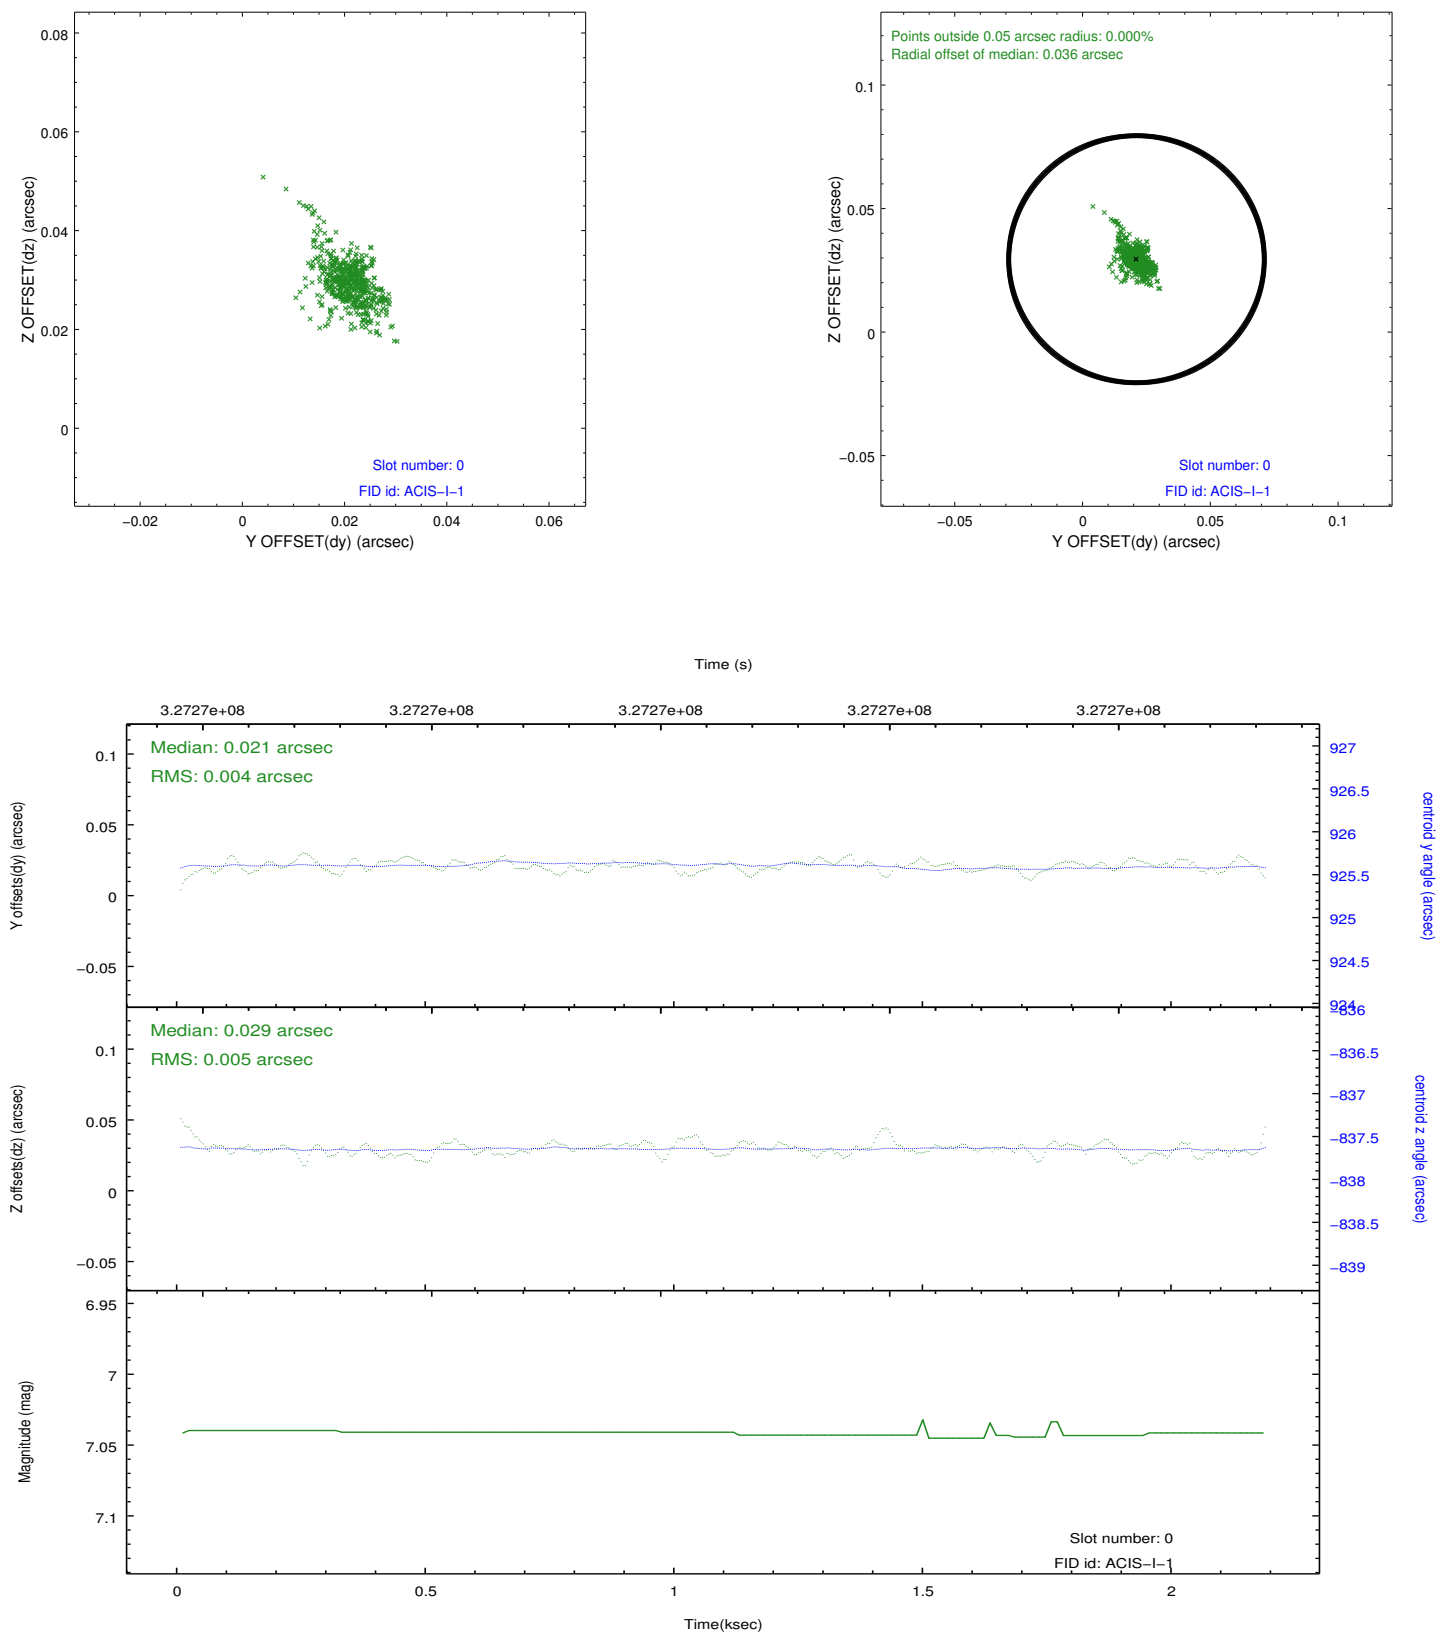 0.08
0.06
0.04
0.02
0
Z OFFSET(dz) (arcsec)
Slot number: 0
FID id: ACIS−I−1
−0.02
0
0.02
0.04
0.06
Y OFFSET(dy) (arcsec)
Points outside 0.05 arcsec radius: 0.000%
Radial offset of median: 0.036 arcsec
0.1
0.05
0
−0.05
Z OFFSET(dz) (arcsec)
Slot number: 0
FID id: ACIS−I−1
−0.05
0
0.05
0.1
Y OFFSET(dy) (arcsec)
Time (s)
3.2727e+08
3.2727e+08
3.2727e+08
3.2727e+08
3.2727e+08
Median: 0.021 arcsec
RMS: 0.004 arcsec
0.1
0.05
0
−0.05
Y offsets(dy) (arcsec)
927
926.5
926
925.5
925
924.5
924
centroid y angle (arcsec)
Median: 0.029 arcsec
RMS: 0.005 arcsec
0.1
0.05
0
−0.05
Z offsets(dz) (arcsec)
−836
−836.5
−837
−837.5
−838
−838.5
−839
centroid z angle (arcsec)
6.95
7
7.05
7.1
Magnitude (mag)
Slot number: 0
FID id: ACIS−I−1
0
0.5
1
1.5
2
Time(ksec)